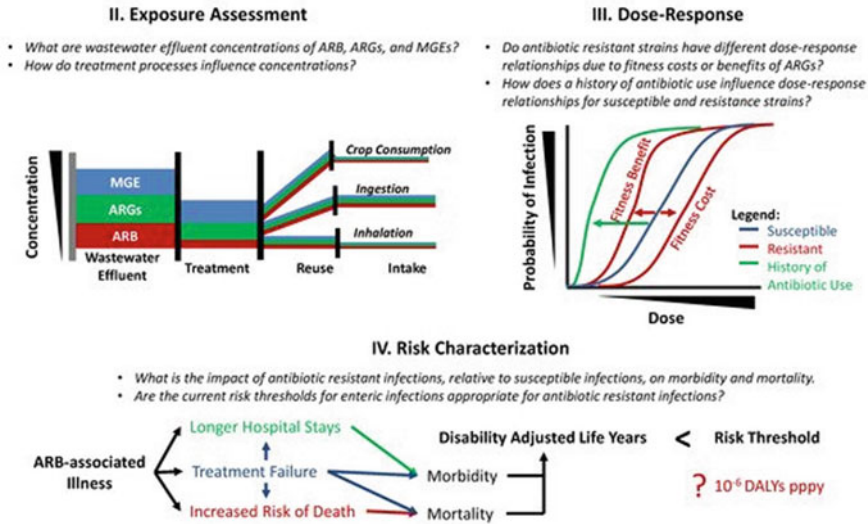 II. Exposure Assessment
• What are wastewater effluent concentrations of ARB, ARGs, and MGEs?
• How do treatment processes influence concentrations?
Concentration
MGE
ARGs
ARB
Wastewater
Effluent
Treatment
Reuse
Intake
Crop Consumption
Ingestion
Inhalation
III. Dose-Response
• Do antibiotic resistant strains have different dose-response
relationships due to fitness costs or benefits of ARGs?
• How does a history of antibiotic use influence dose-response
relationships for susceptible and resistance strains?
Probability of Infection
Fitness Benefit
Fitness Cost
Legend:
Susceptible
Resistant
History of
Antibiotic Use
Dose
IV. Risk Characterization
• What is the impact of antibiotic resistant infections, relative to susceptible infections, on morbidity and mortality.
• Are the current risk thresholds for enteric infections appropriate for antibiotic resistant infections?
ARB-associated
Illness
Longer Hospital Stays
Treatment Failure
Increased Risk of Death
Morbidity
Mortality
Disability Adjusted Life Years < Risk Threshold
? 10⁻⁶ DALYs pppy